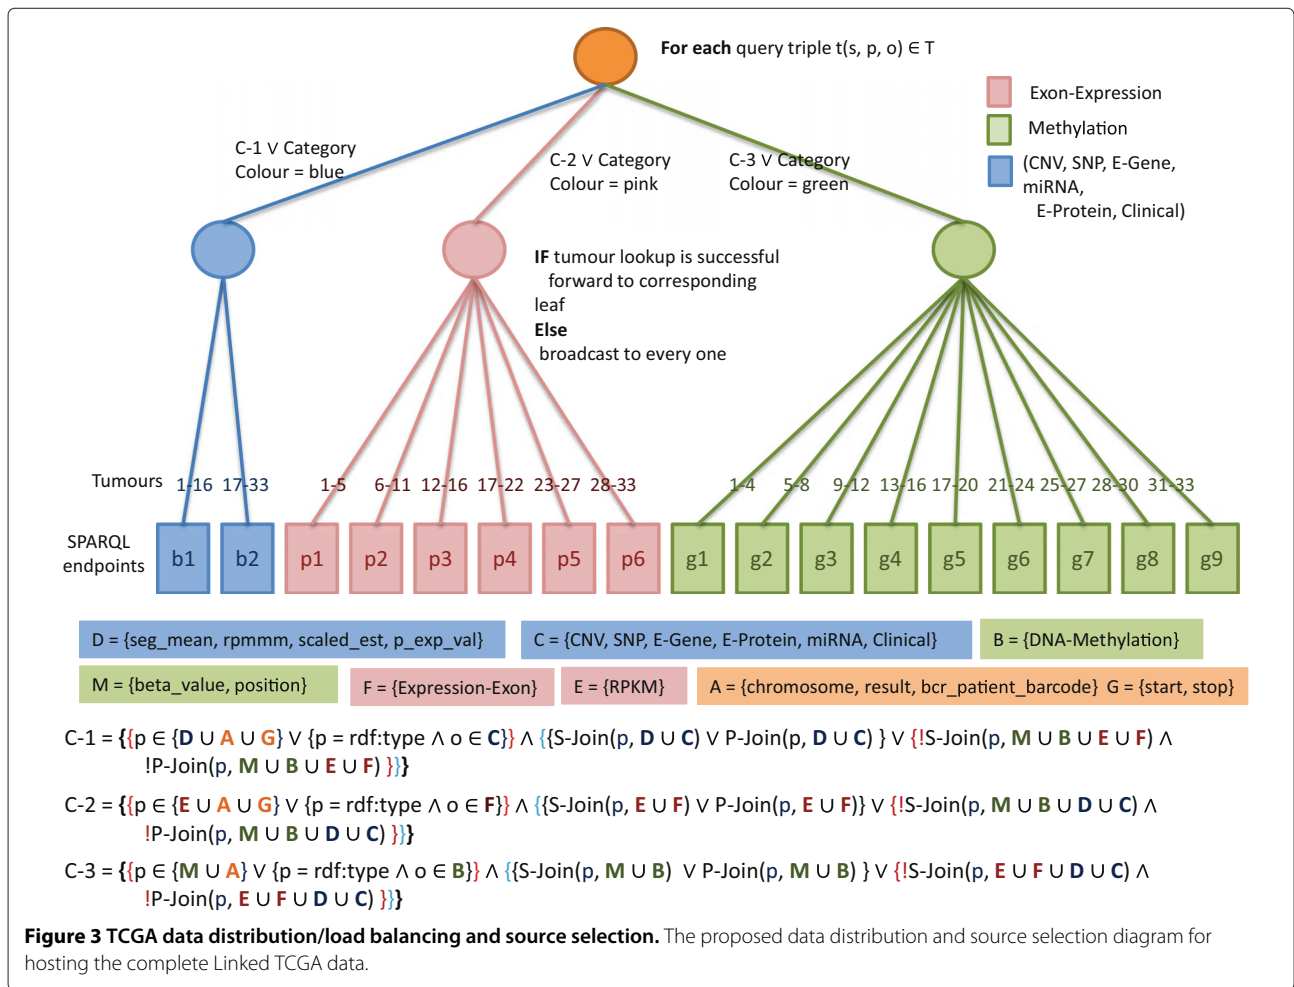 For each query triple t(s, p, o) ∈ T
Exon-Expression
Methylation
(CNV, SNP, E-Gene,
miRNA,
E-Protein, Clinical)
C-1 ∨ Category
Colour = blue
C-2 ∨ Category
Colour = pink
C-3 ∨ Category
Colour = green
IF tumour lookup is successful
forward to corresponding
leaf
Else
broadcast to every one
Tumours 1-16 17-33 1-5 6-11 12-16 17-22 23-27 28-33 1-4 5-8 9-12 13-16 17-20 21-24 25-27 28-30 31-33
SPARQL
endpoints
b1 b2 p1 p2 p3 p4 p5 p6 g1 g2 g3 g4 g5 g6 g7 g8 g9
D = {seg_mean, rpmmm, scaled_est, p_exp_val} C = {CNV, SNP, E-Gene, E-Protein, miRNA, Clinical} B = {DNA-Methylation}
M = {beta_value, position} F = {Expression-Exon} E = {RPKM} A = {chromosome, result, bcr_patient_barcode} G = {start, stop}
C-1 = {{p ∈ {D ∪ A ∪ G} ∨ {p = rdf:type ∧ o ∈ C}} ∧ {{S-Join(p, D ∪ C) ∨ P-Join(p, D ∪ C) } ∨ {!S-Join(p, M ∪ B ∪ E ∪ F) ∧
!P-Join(p, M ∪ B ∪ E ∪ F) }}}
C-2 = {{p ∈ {E ∪ A ∪ G} ∨ {p = rdf:type ∧ o ∈ F}} ∧ {{S-Join(p, E ∪ F) ∨ P-Join(p, E ∪ F)} ∨ {!S-Join(p, M ∪ B ∪ D ∪ C) ∧
!P-Join(p, M ∪ B ∪ D ∪ C) }}}
C-3 = {{p ∈ {M ∪ A} ∨ {p = rdf:type ∧ o ∈ B}} ∧ {{S-Join(p, M ∪ B) ∨ P-Join(p, M ∪ B) } ∨ {!S-Join(p, E ∪ F ∪ D ∪ C) ∧
!P-Join(p, E ∪ F ∪ D ∪ C) }}}
Figure 3 TCGA data distribution/load balancing and source selection. The proposed data distribution and source selection diagram for
hosting the complete Linked TCGA data.